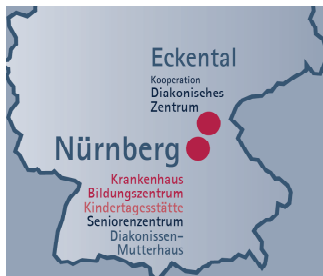 Eckental
Kooperation
Diakonisches
Zentrum
Nürnberg
Krankenhaus
Bildungszentrum
Kindertagesstätte
Seniorenzentrum
Diakonissen-
Mutterhaus